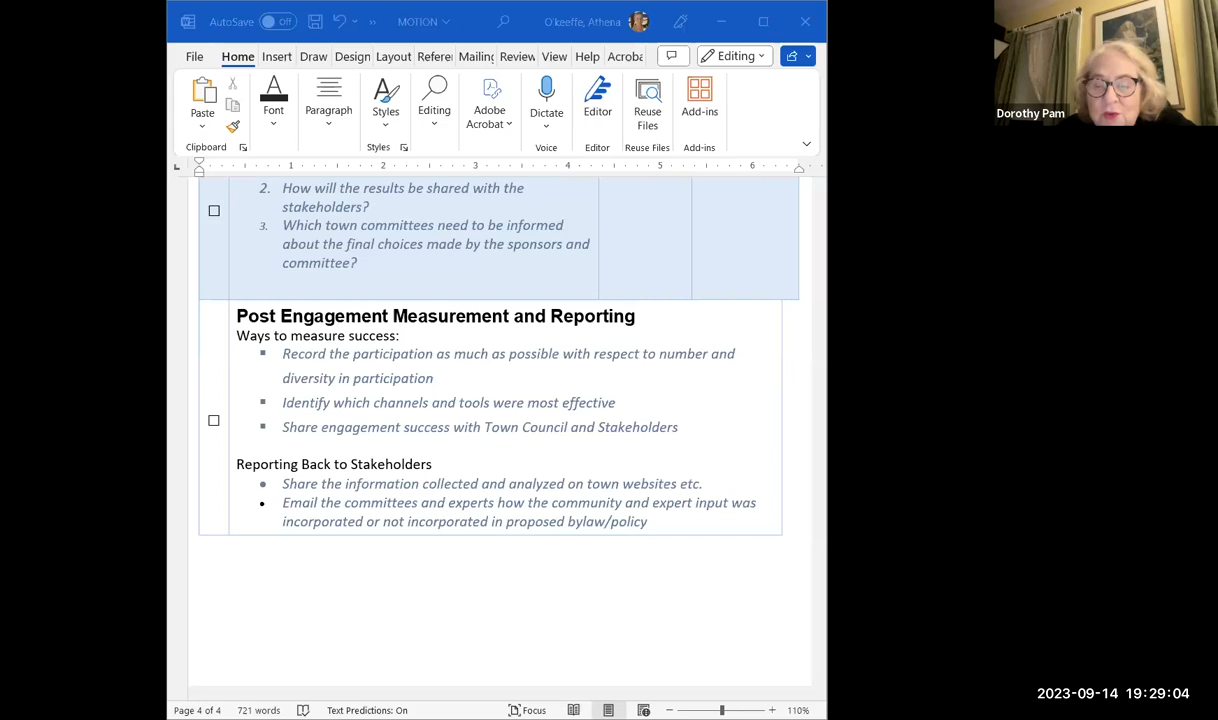 AutoSave Off MOTION O'keeffe, Athena
File Home Insert Draw Design Layout Referen Mailing Review View Help Acroba Editing
Paste Font Paragraph Styles Editing Adobe Acrobat Dictate Editor Reuse Files Add-ins
Clipboard Styles Voice Editor Reuse Files Add-ins
1 2 3 4 5 6
2. How will the results be shared with the
stakeholders?
3. Which town committees need to be informed
about the final choices made by the sponsors and
committee?
Post Engagement Measurement and Reporting
Ways to measure success:
Record the participation as much as possible with respect to number and
diversity in participation
Identify which channels and tools were most effective
Share engagement success with Town Council and Stakeholders
Reporting Back to Stakeholders
Share the information collected and analyzed on town websites etc.
Email the committees and experts how the community and expert input was
incorporated or not incorporated in proposed bylaw/policy
Page 4 of 4 721 words Text Predictions: On Focus 110%
Dorothy Pam
2023-09-14 19:29:04